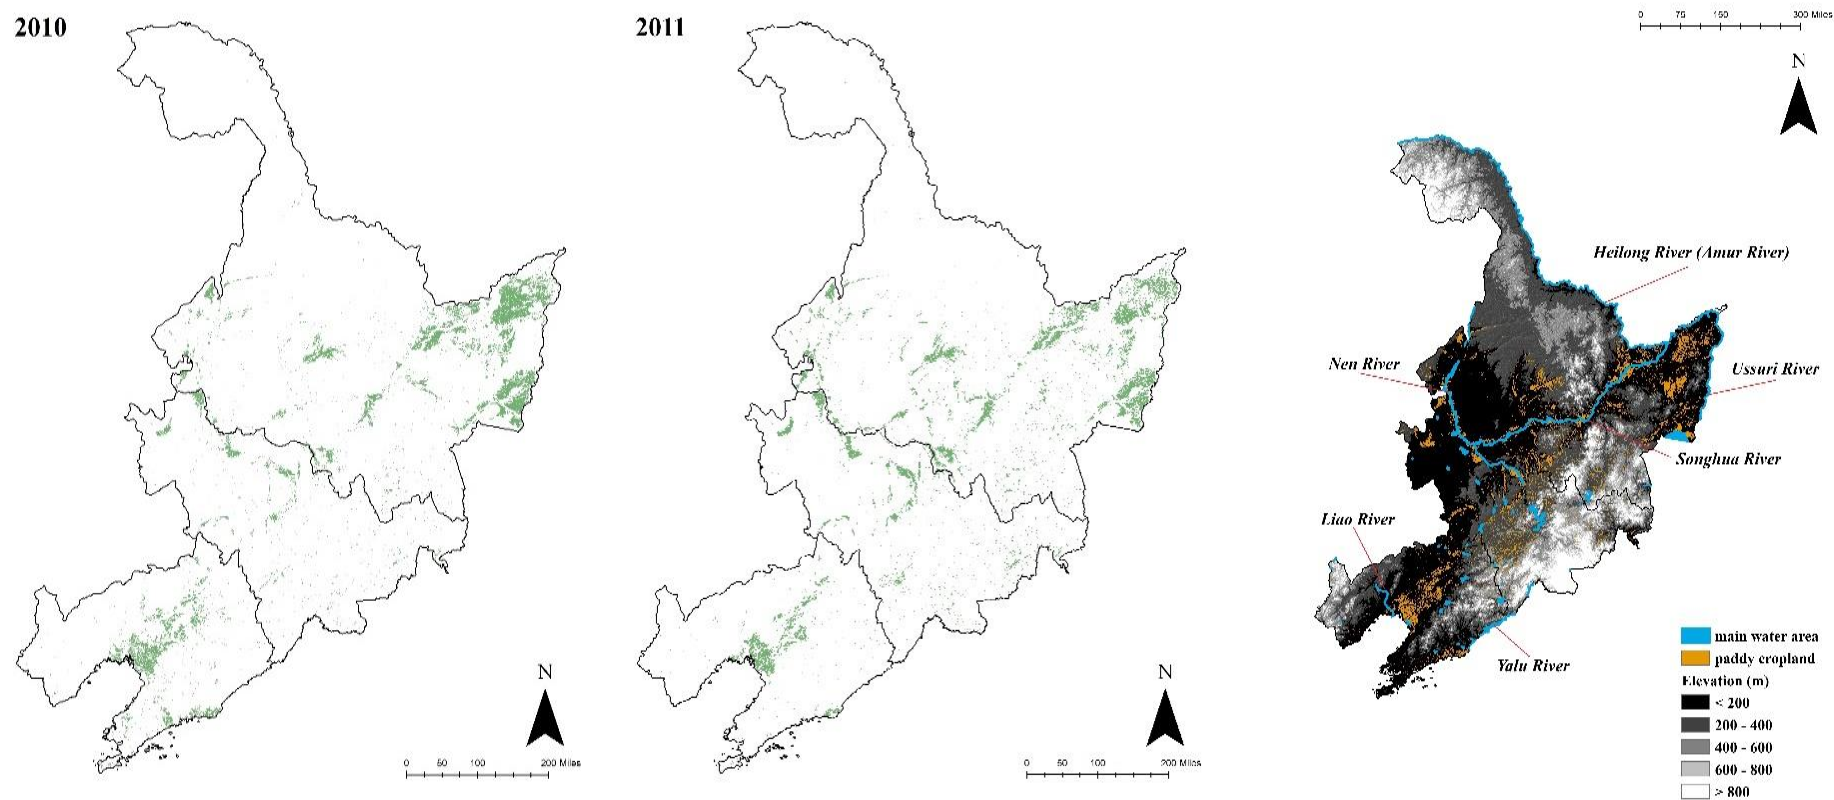 2010
2011
0 75 150 300 Miles
N
Heilong River (Amur River)
Nen River
Ussuri River
Songhua River
Liao River
Yalu River
main water area
paddy cropland
Elevation (m)
< 200
200 - 400
400 - 600
600 - 800
> 800
N
0 50 100 200 Miles
N
0 50 100 200 Miles